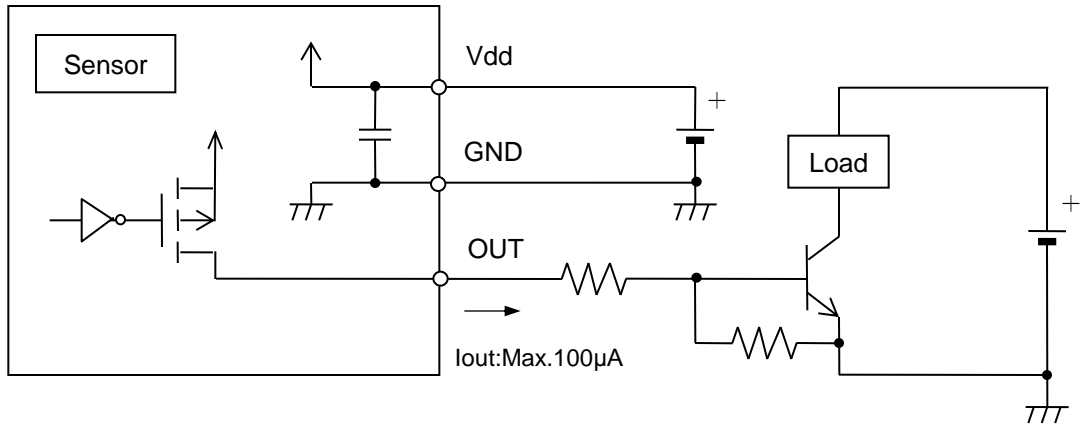 Sensor
Vdd
+
GND
Load
+
OUT
Iout:Max.100μA